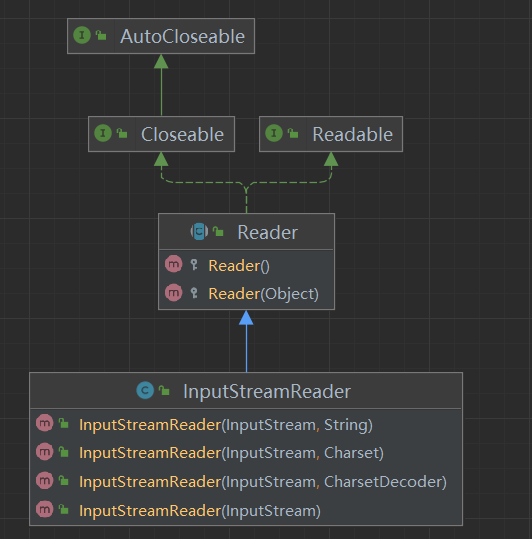 AutoCloseable
Closeable
Readable
Reader
Reader()
Reader(Object)
InputStreamReader
InputStreamReader(InputStream, String)
InputStreamReader(InputStream, Charset)
InputStreamReader(InputStream, CharsetDecoder)
InputStreamReader(InputStream)